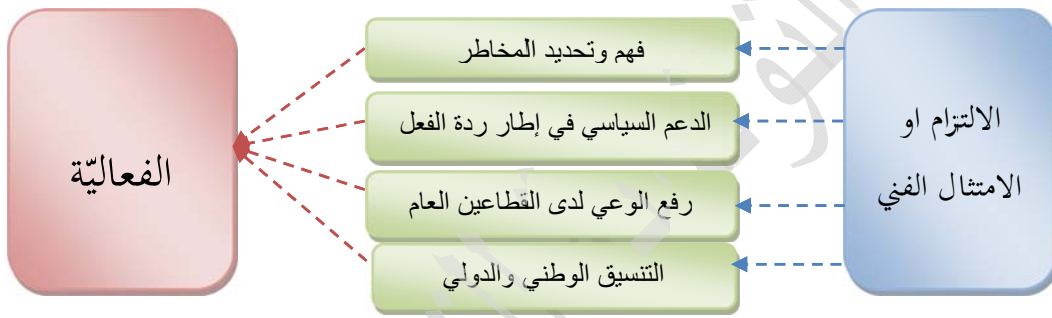 الالتزام او
الامتثال الفني
فهم وتحديد المخاطر
الدعم السياسي في إطار ردة الفعل
رفع الوعي لدى القطاعين العام
التنسيق الوطني والدولي
الفعاليّة